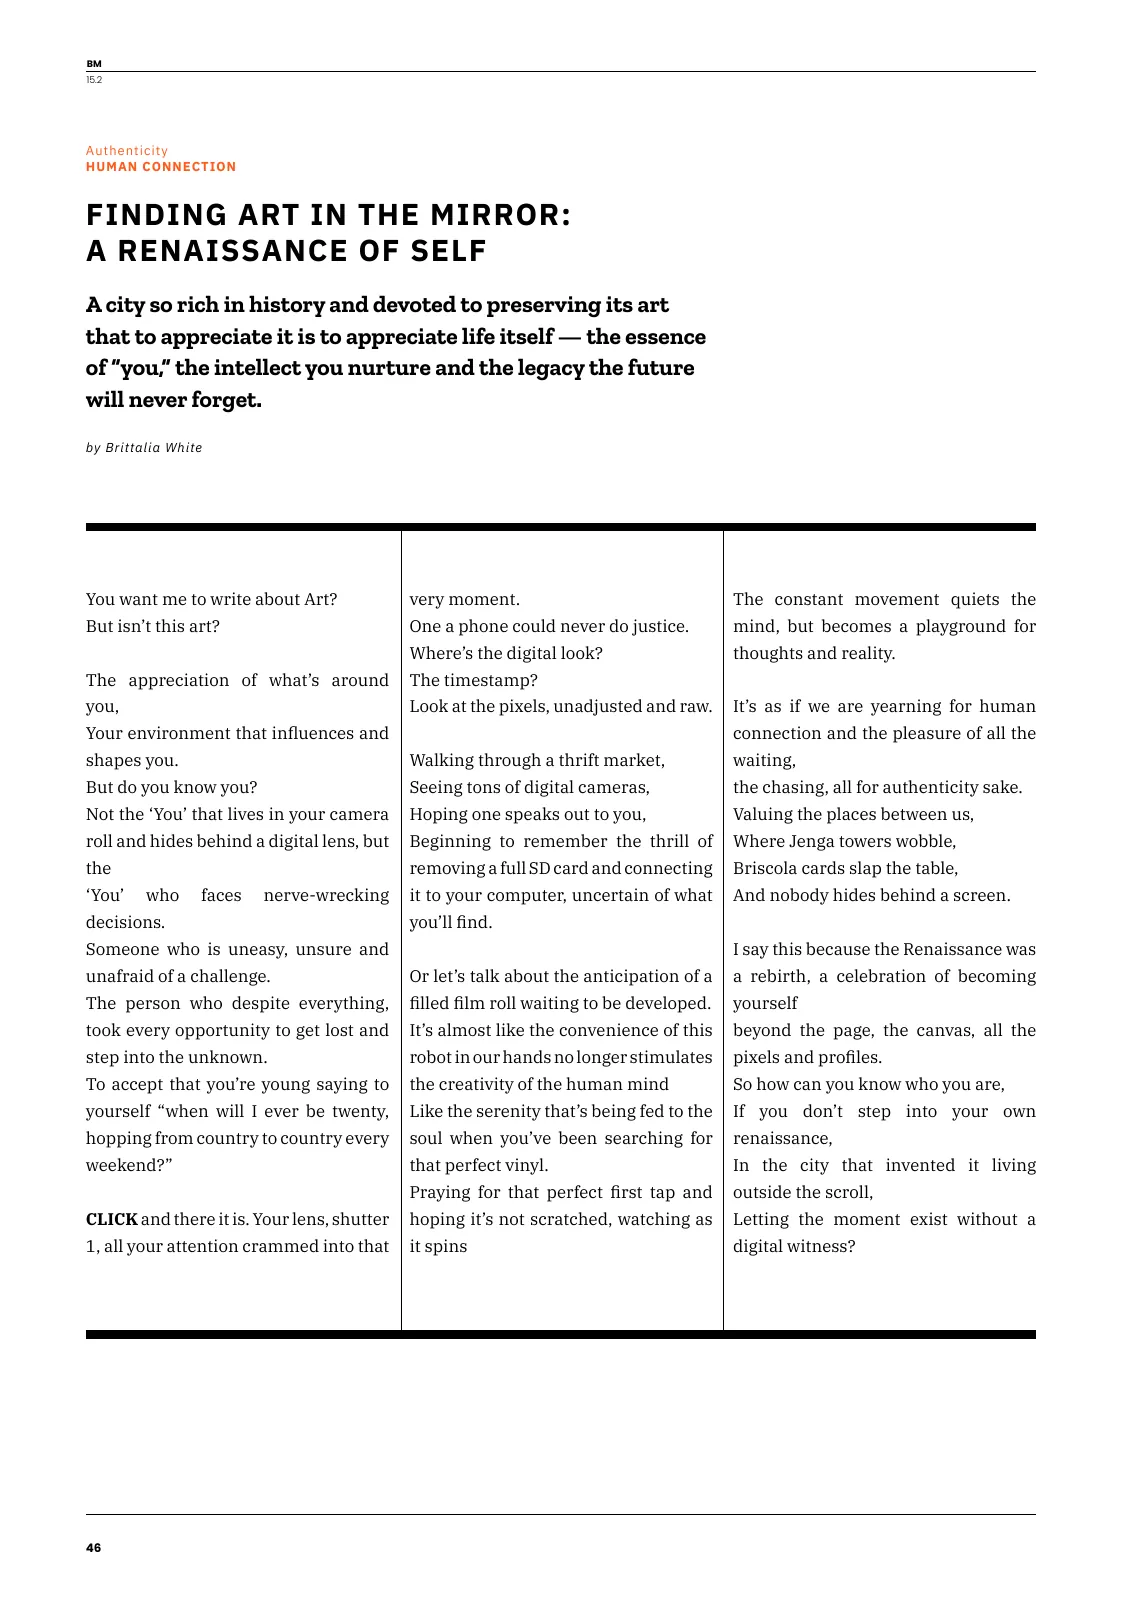 BM
15.2
Authenticity
HUMAN CONNECTION
FINDING ART IN THE MIRROR:
A RENAISSANCE OF SELF
A city so rich in history and devoted to preserving its art
that to appreciate it is to appreciate life itself — the essence
of “you,” the intellect you nurture and the legacy the future
will never forget.
by Brittalia White
You want me to write about Art?
But isn’t this art?
The appreciation of what’s around
you,
Your environment that influences and
shapes you.
But do you know you?
Not the ‘You’ that lives in your camera
roll and hides behind a digital lens, but
the
‘You’ who faces nerve-wrecking
decisions.
Someone who is uneasy, unsure and
unafraid of a challenge.
The person who despite everything,
took every opportunity to get lost and
step into the unknown.
To accept that you’re young saying to
yourself “when will I ever be twenty,
hopping from country to country every
weekend?”
CLICK and there it is. Your lens, shutter
1, all your attention crammed into that
very moment.
One a phone could never do justice.
Where’s the digital look?
The timestamp?
Look at the pixels, unadjusted and raw.
Walking through a thrift market,
Seeing tons of digital cameras,
Hoping one speaks out to you,
Beginning to remember the thrill of
removing a full SD card and connecting
it to your computer, uncertain of what
you’ll find.
Or let’s talk about the anticipation of a
filled film roll waiting to be developed.
It’s almost like the convenience of this
robot in our hands no longer stimulates
the creativity of the human mind
Like the serenity that’s being fed to the
soul when you’ve been searching for
that perfect vinyl.
Praying for that perfect first tap and
hoping it’s not scratched, watching as
it spins
The constant movement quiets the
mind, but becomes a playground for
thoughts and reality.
It’s as if we are yearning for human
connection and the pleasure of all the
waiting,
the chasing, all for authenticity sake.
Valuing the places between us,
Where Jenga towers wobble,
Briscola cards slap the table,
And nobody hides behind a screen.
I say this because the Renaissance was
a rebirth, a celebration of becoming
yourself
beyond the page, the canvas, all the
pixels and profiles.
So how can you know who you are,
If you don’t step into your own
renaissance,
In the city that invented it living
outside the scroll,
Letting the moment exist without a
digital witness?
46